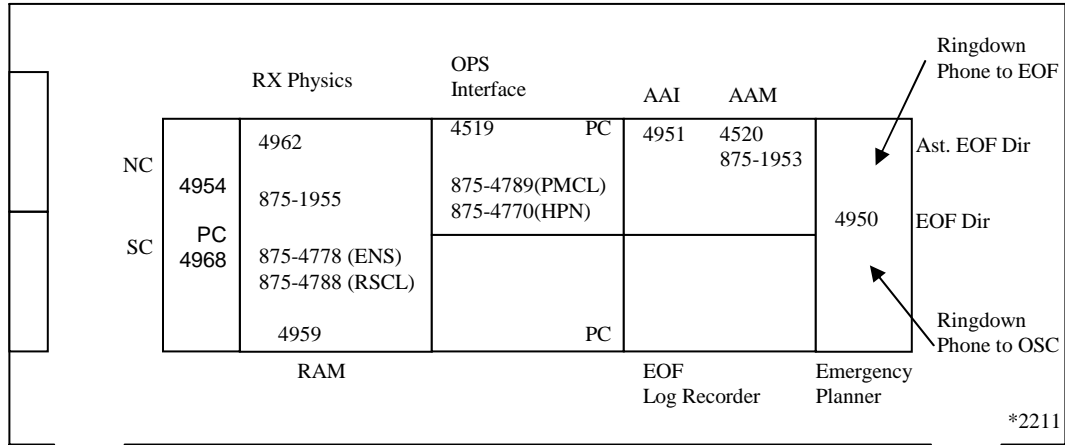 Ringdown
Phone to EOF
OPS
Interface
RX Physics
AAI
AAM
4962
4519
PC
4951
4520
875-1953
Ast. EOF Dir
NC
4954
875-1955
875-4789(PMCL)
875-4770(HPN)
4950
EOF Dir
SC
PC
4968
875-4778 (ENS)
875-4788 (RSCL)
4959
PC
Ringdown
Phone to OSC
RAM
EOF
Log Recorder
Emergency
Planner
*2211